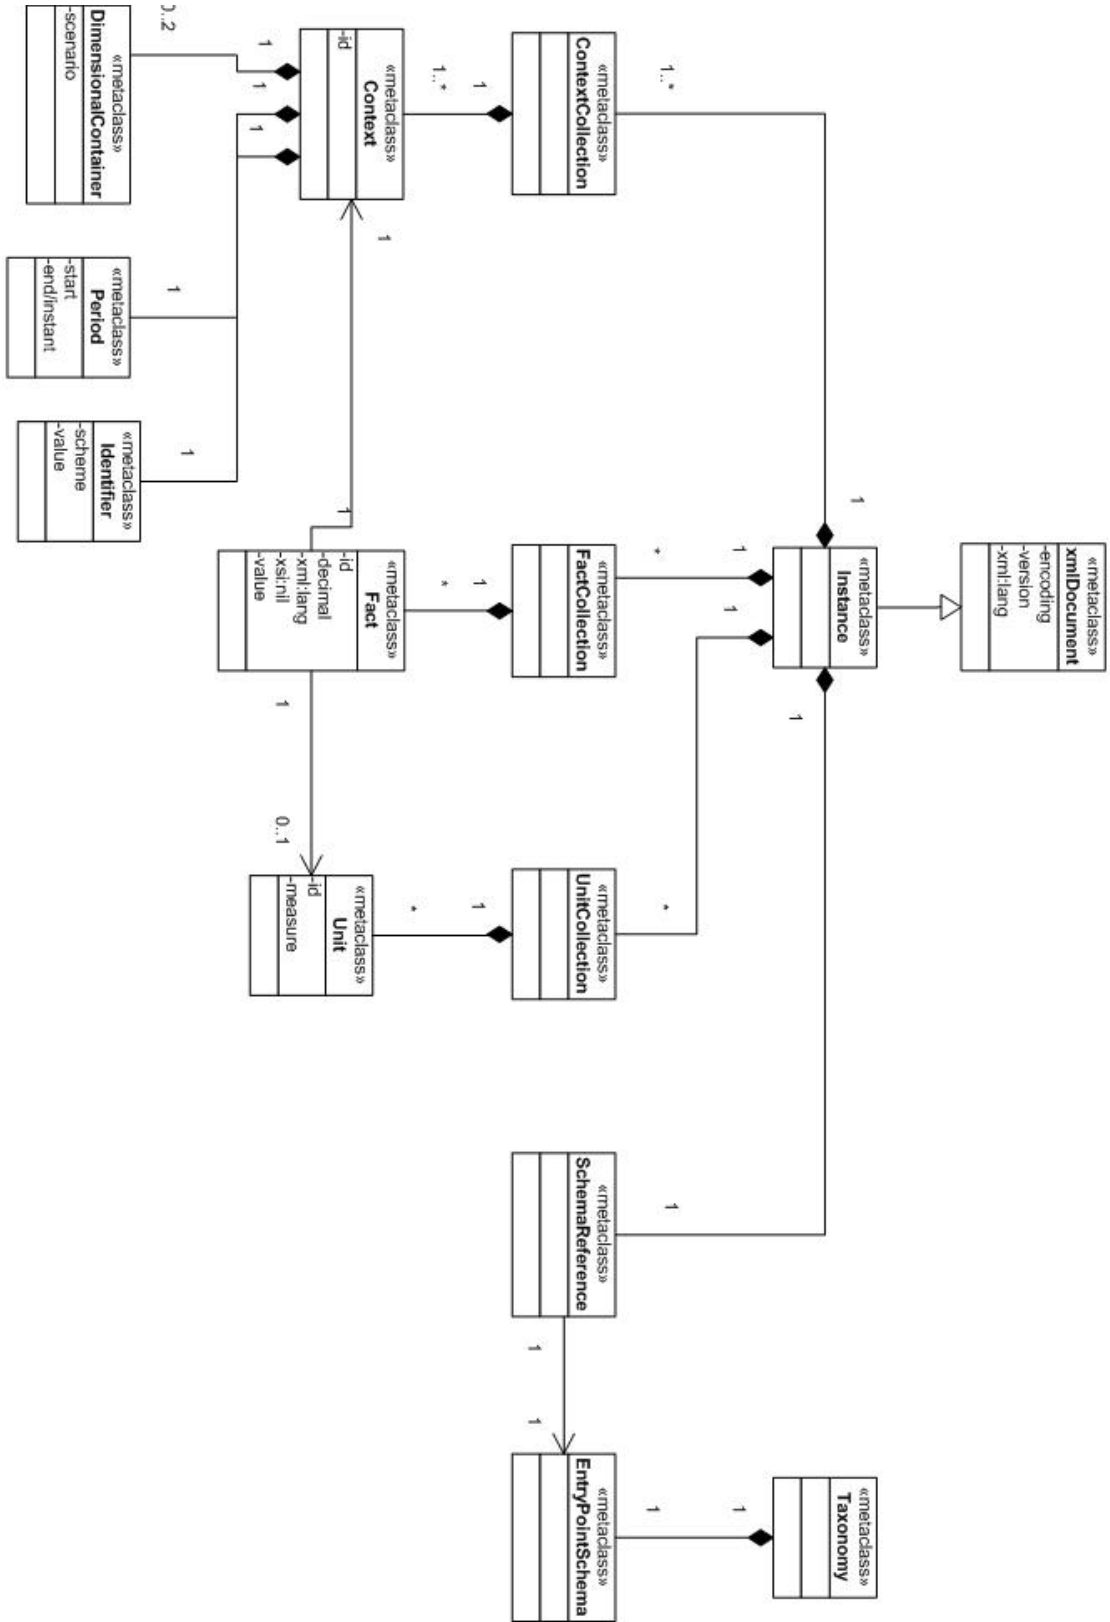 «metaclass»
xmlDocument
-encoding
-version
-xml:lang
«metaclass»
Instance
1
1
1
1
«metaclass»
Taxonomy
1
1..*
*
*
1
1
«metaclass»
ContextCollection
«metaclass»
FactCollection
«metaclass»
UnitCollection
«metaclass»
SchemaReference
1
1
«metaclass»
EntryPointSchema
1
1..*
1
*
1
*
«metaclass»
Context
-id
1
1
1
1
1
«metaclass»
Fact
-id
-decimal
-xml:lang
-xsi:nil
-value
1
0..1
«metaclass»
Unit
-id
-measure
0..2
1
1
«metaclass»
DimensionalContainer
-scenario
«metaclass»
Period
-start
-end/instant
«metaclass»
Identifier
-scheme
-value